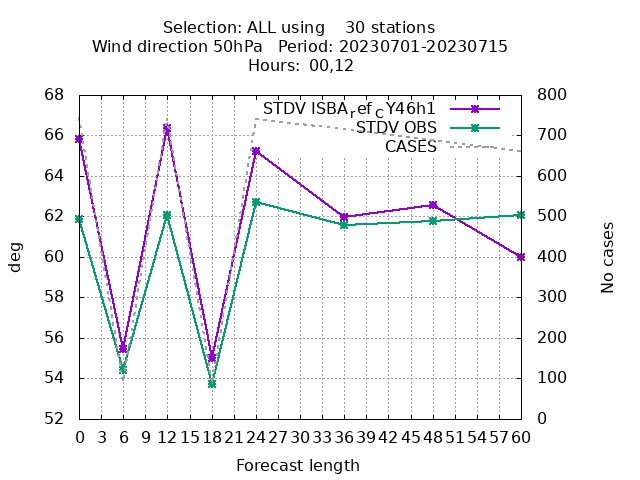 Selection: ALL using    30 stations
Wind direction 50hPa   Period: 20230701-20230715
Hours: 00,12
68 800
STDV ISBAref CY46h1
66 700
STDV OBS
CASES
64 600
62 500
60 400
58 300
56 200
54 100
52 0
deg
No cases
0 3 6 9 12 15 18 21 24 27 30 33 36 39 42 45 48 51 54 57 60
Forecast length